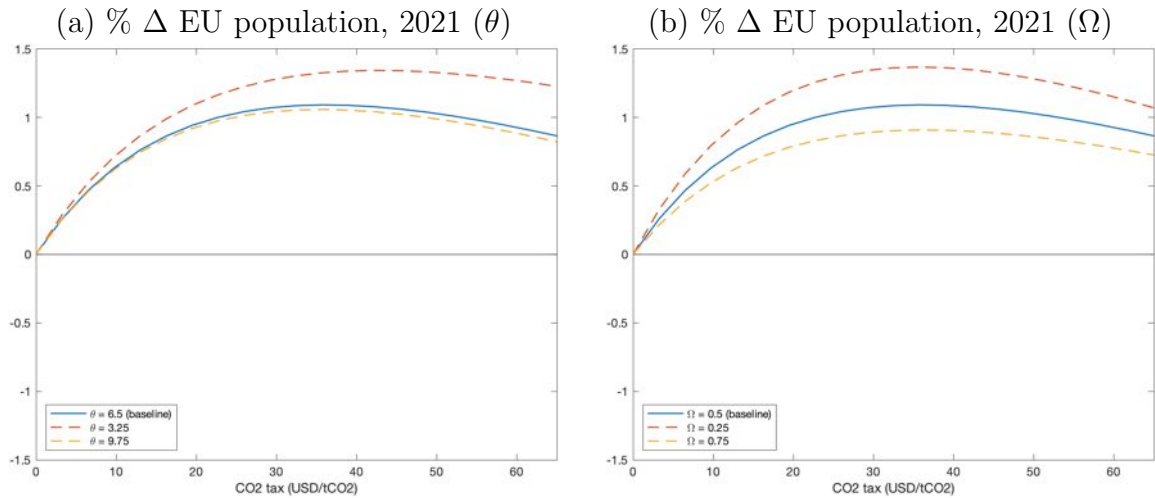 (a) % Δ EU population, 2021 (θ)
1.5
1
0.5
0
-0.5
-1
-1.5
θ = 6.5 (baseline)
θ = 3.25
θ = 9.75
0 10 20 30 40 50 60
CO2 tax (USD/tCO2)
(b) % Δ EU population, 2021 (Ω)
1.5
1
0.5
0
-0.5
-1
-1.5
Ω = 0.5 (baseline)
Ω = 0.25
Ω = 0.75
0 10 20 30 40 50 60
CO2 tax (USD/tCO2)